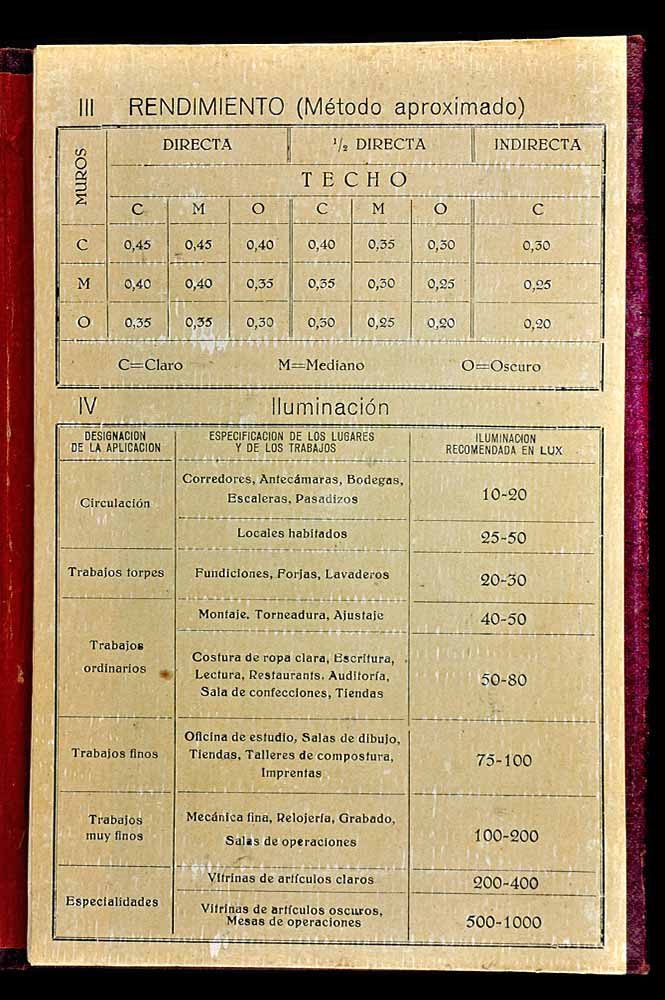 III RENDIMIENTO (Método aproximado)
MUROS
DIRECTA ½ DIRECTA INDIRECTA
TECHO
C M O C M O C
C 0,45 0,45 0,40 0,40 0,35 0,30 0,30
M 0,40 0,40 0,35 0,35 0,30 0,25 0,25
O 0,35 0,35 0,30 0,30 0,25 0,20 0,20
C=Claro M=Mediano O=Oscuro
IV Iluminación
DESIGNACION
DE LA APLICACION
ESPECIFICACION DE LOS LUGARES
Y DE LOS TRABAJOS
ILUMINACION
RECOMENDADA EN LUX
Circulación
Corredores, Antecámaras, Bodegas,
Escaleras, Pasadizos
10-20
Locales habitados
25-50
Trabajos torpes
Fundiciones, Forjas, Lavaderos
20-30
Trabajos
ordinarios
Montaje, Torneadura, Ajustaje
40-50
Costura de ropa clara, Escritura,
Lectura, Restaurants, Auditoría,
Sala de confecciones, Tiendas
50-80
Trabajos finos
Oficina de estudio, Salas de dibujo,
Tiendas, Talleres de compostura,
Imprentas
75-100
Trabajos
muy finos
Mecánica fina, Relojería, Grabado,
Salas de operaciones
100-200
Especialidades
Vitrinas de artículos claros
200-400
Vitrinas de artículos oscuros,
Mesas de operaciones
500-1000